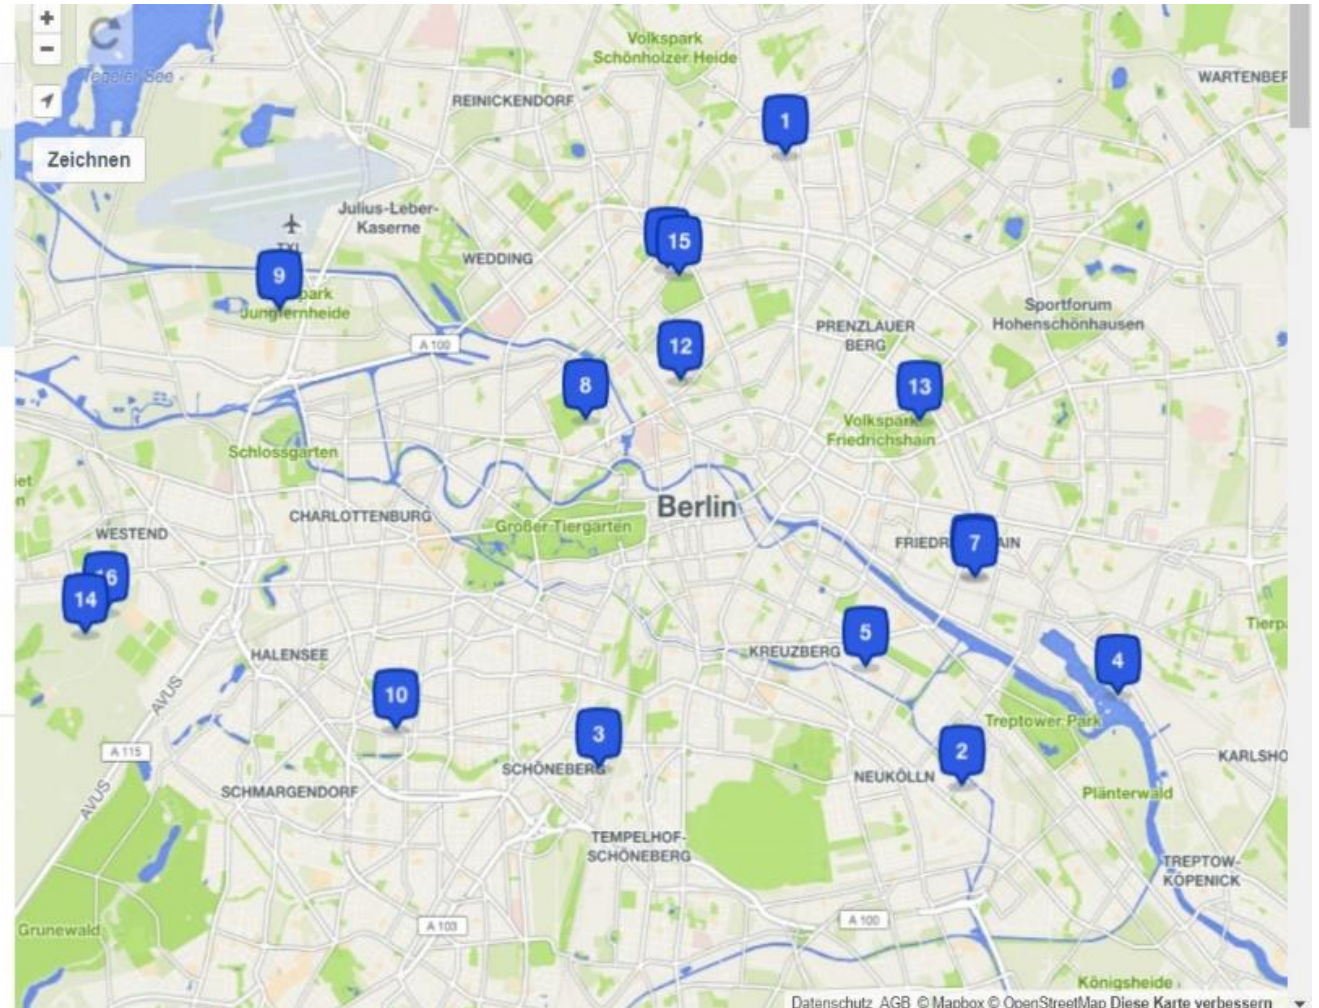 +
−
Tegeler See
Zeichnen
Volkspark
Schönholzer Heide
WARTENBER
REINICKENDORF
1
Julius-Leber-
Kaserne
TXL
WEDDING
15
9
park
Jungfernheide
Sportforum
Hohenschönhausen
PRENZLAUER
BERG
A 100
12
8
13
Volkspark
Friedrichshain
Schlossgarten
iet
n
CHARLOTTENBURG
Berlin
Großer Tiergarten
WESTEND
FRIEDR
7
AIN
16
14
5
Tierpa
HALENSEE
KREUZBERG
4
AVUS
10
3
Treptower Park
2
A 115
SCHÖNEBERG
NEUKÖLLN
KARLSHO
AVUS
SCHMARGENDORF
Plänterwald
TEMPELHOF-
SCHÖNEBERG
TREPTOW-
KÖPENICK
A 103
A 100
Grunewald
Königsheide
Datenschutz AGB © Mapbox © OpenStreetMap Diese Karte verbessern